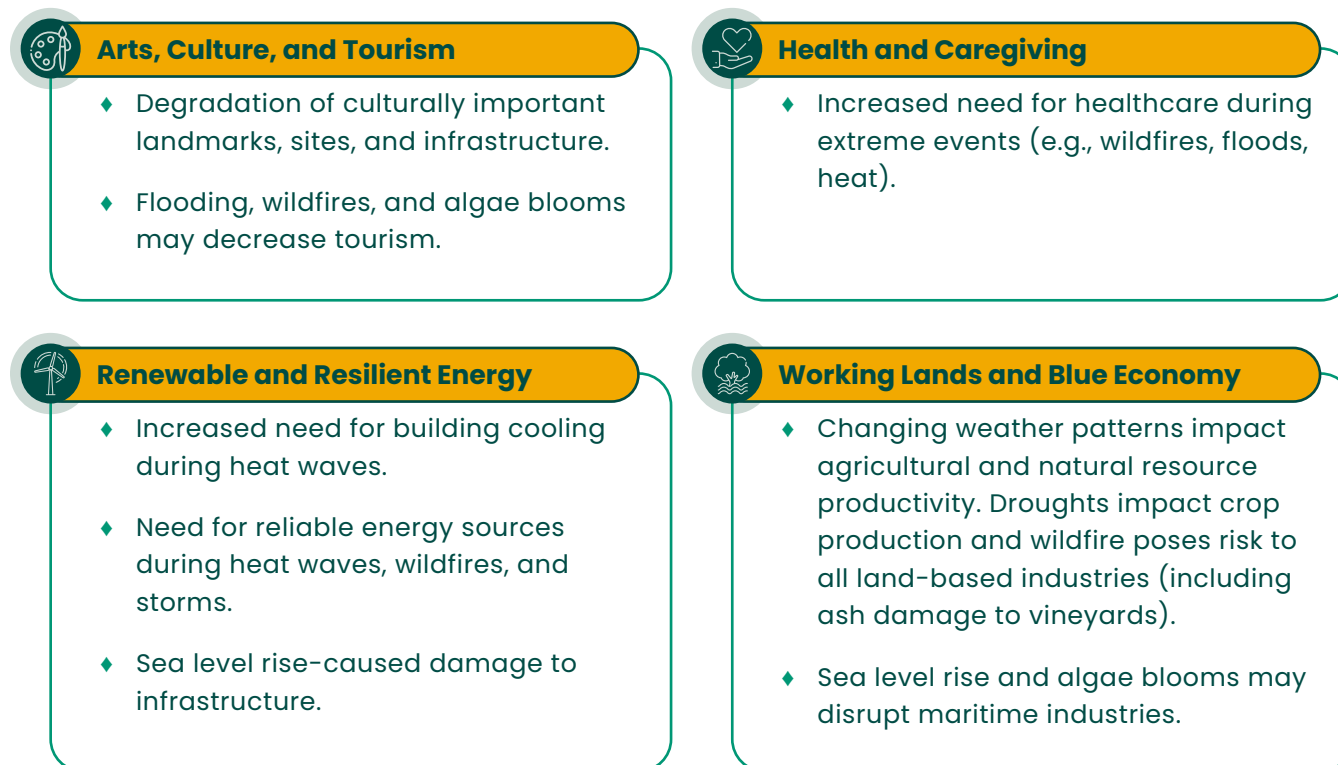 Arts, Culture, and Tourism
♦ Degradation of culturally important
landmarks, sites, and infrastructure.
♦ Flooding, wildfires, and algae blooms
may decrease tourism.
Health and Caregiving
♦ Increased need for healthcare during
extreme events (e.g., wildfires, floods,
heat).
Renewable and Resilient Energy
♦ Increased need for building cooling
during heat waves.
♦ Need for reliable energy sources
during heat waves, wildfires, and
storms.
♦ Sea level rise-caused damage to
infrastructure.
Working Lands and Blue Economy
♦ Changing weather patterns impact
agricultural and natural resource
productivity. Droughts impact crop
production and wildfire poses risk to
all land-based industries (including
ash damage to vineyards).
♦ Sea level rise and algae blooms may
disrupt maritime industries.